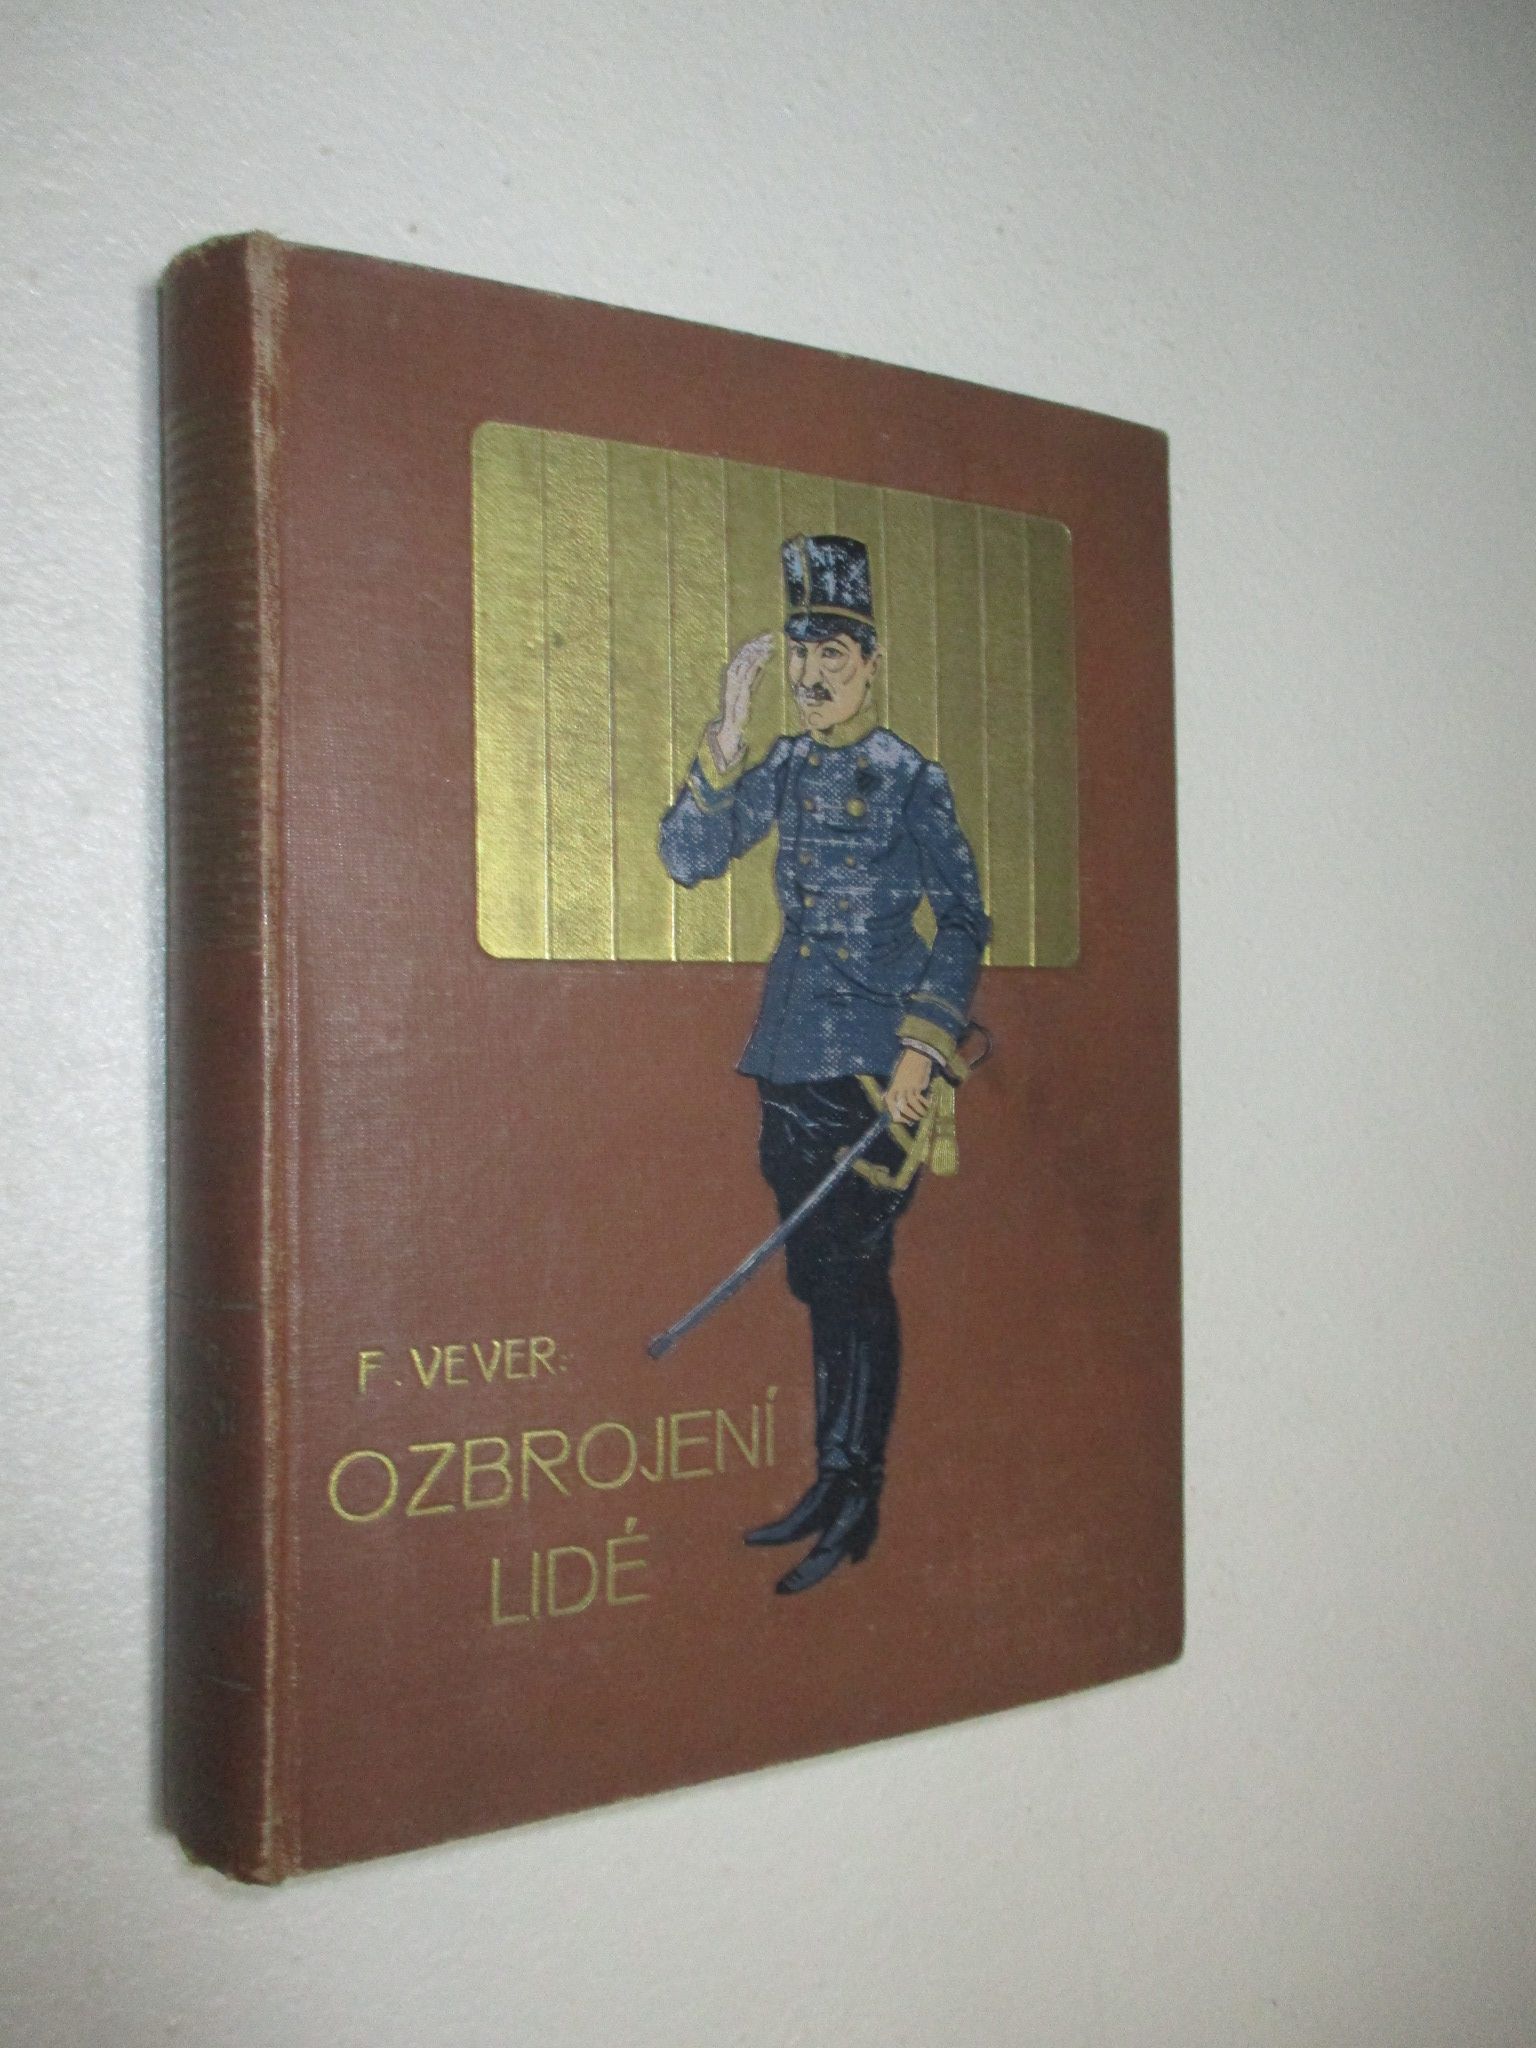 F. VEVER:
OZBROJENÍ
LIDÉ